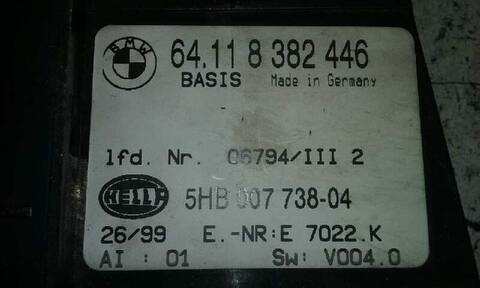 BMW
64.11 8 382 446
BASIS Made in Germany
lfd. Nr. 06794/III 2
HELLA 5HB 007 738-04
26/99 E.-NR:E 7022.K
AI : 01 SW: V004.0